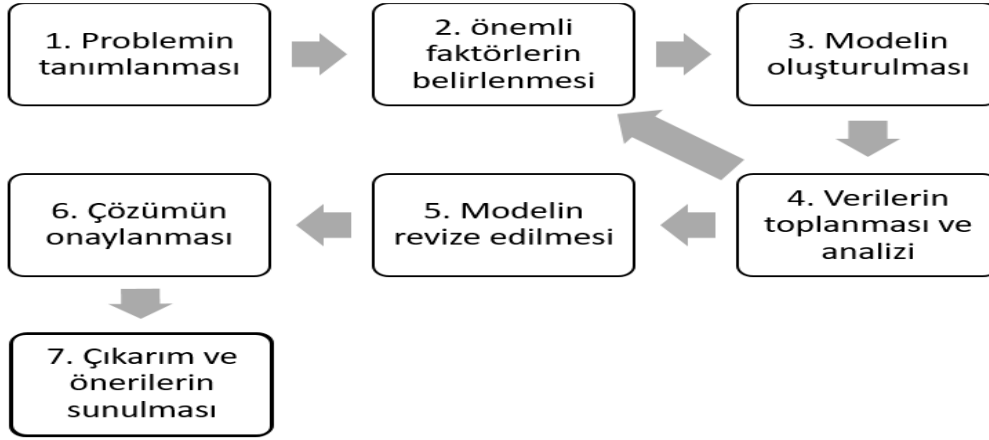 1. Problemin
tanımlanması
2. önemli
faktörlerin
belirlenmesi
3. Modelin
oluşturulması
4. Verilerin
toplanması ve
analizi
5. Modelin
revize edilmesi
6. Çözümün
onaylanması
7. Çıkarım ve
önerilerin
sunulması